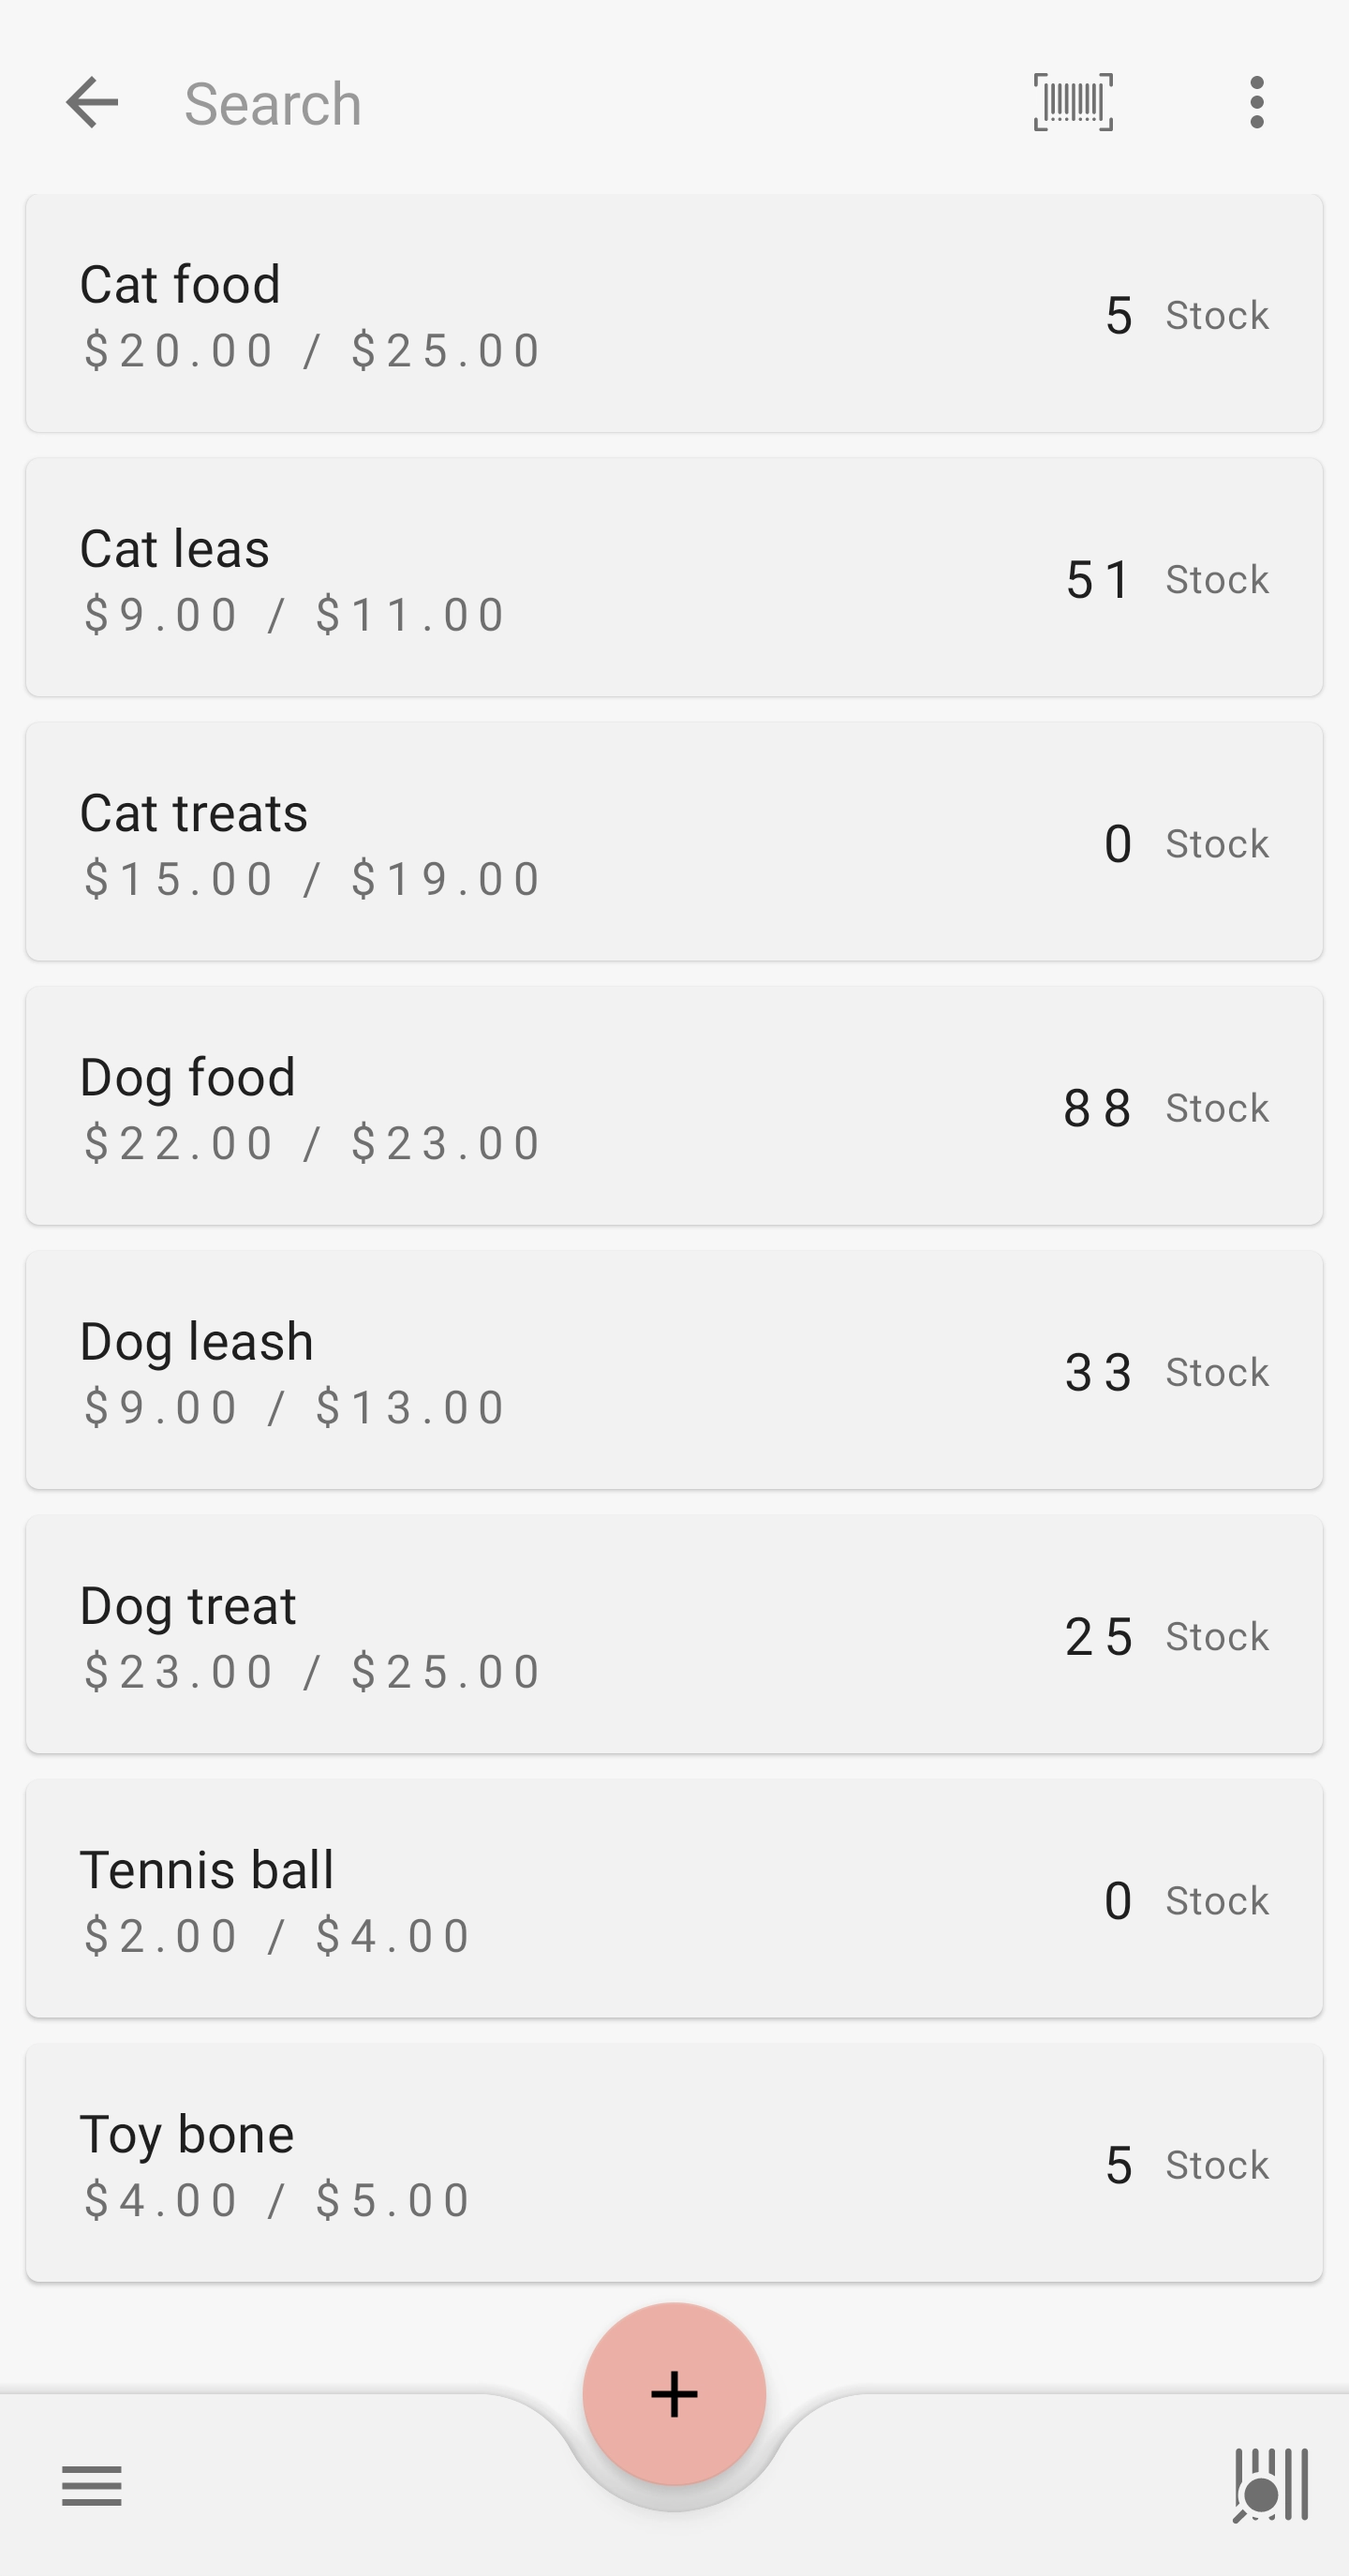 Search
Cat food
$20.00 / $25.00
5 Stock
Cat leas
$9.00 / $11.00
51 Stock
Cat treats
$15.00 / $19.00
0 Stock
Dog food
$22.00 / $23.00
88 Stock
Dog leash
$9.00 / $13.00
33 Stock
Dog treat
$23.00 / $25.00
25 Stock
Tennis ball
$2.00 / $4.00
0 Stock
Toy bone
$4.00 / $5.00
5 Stock